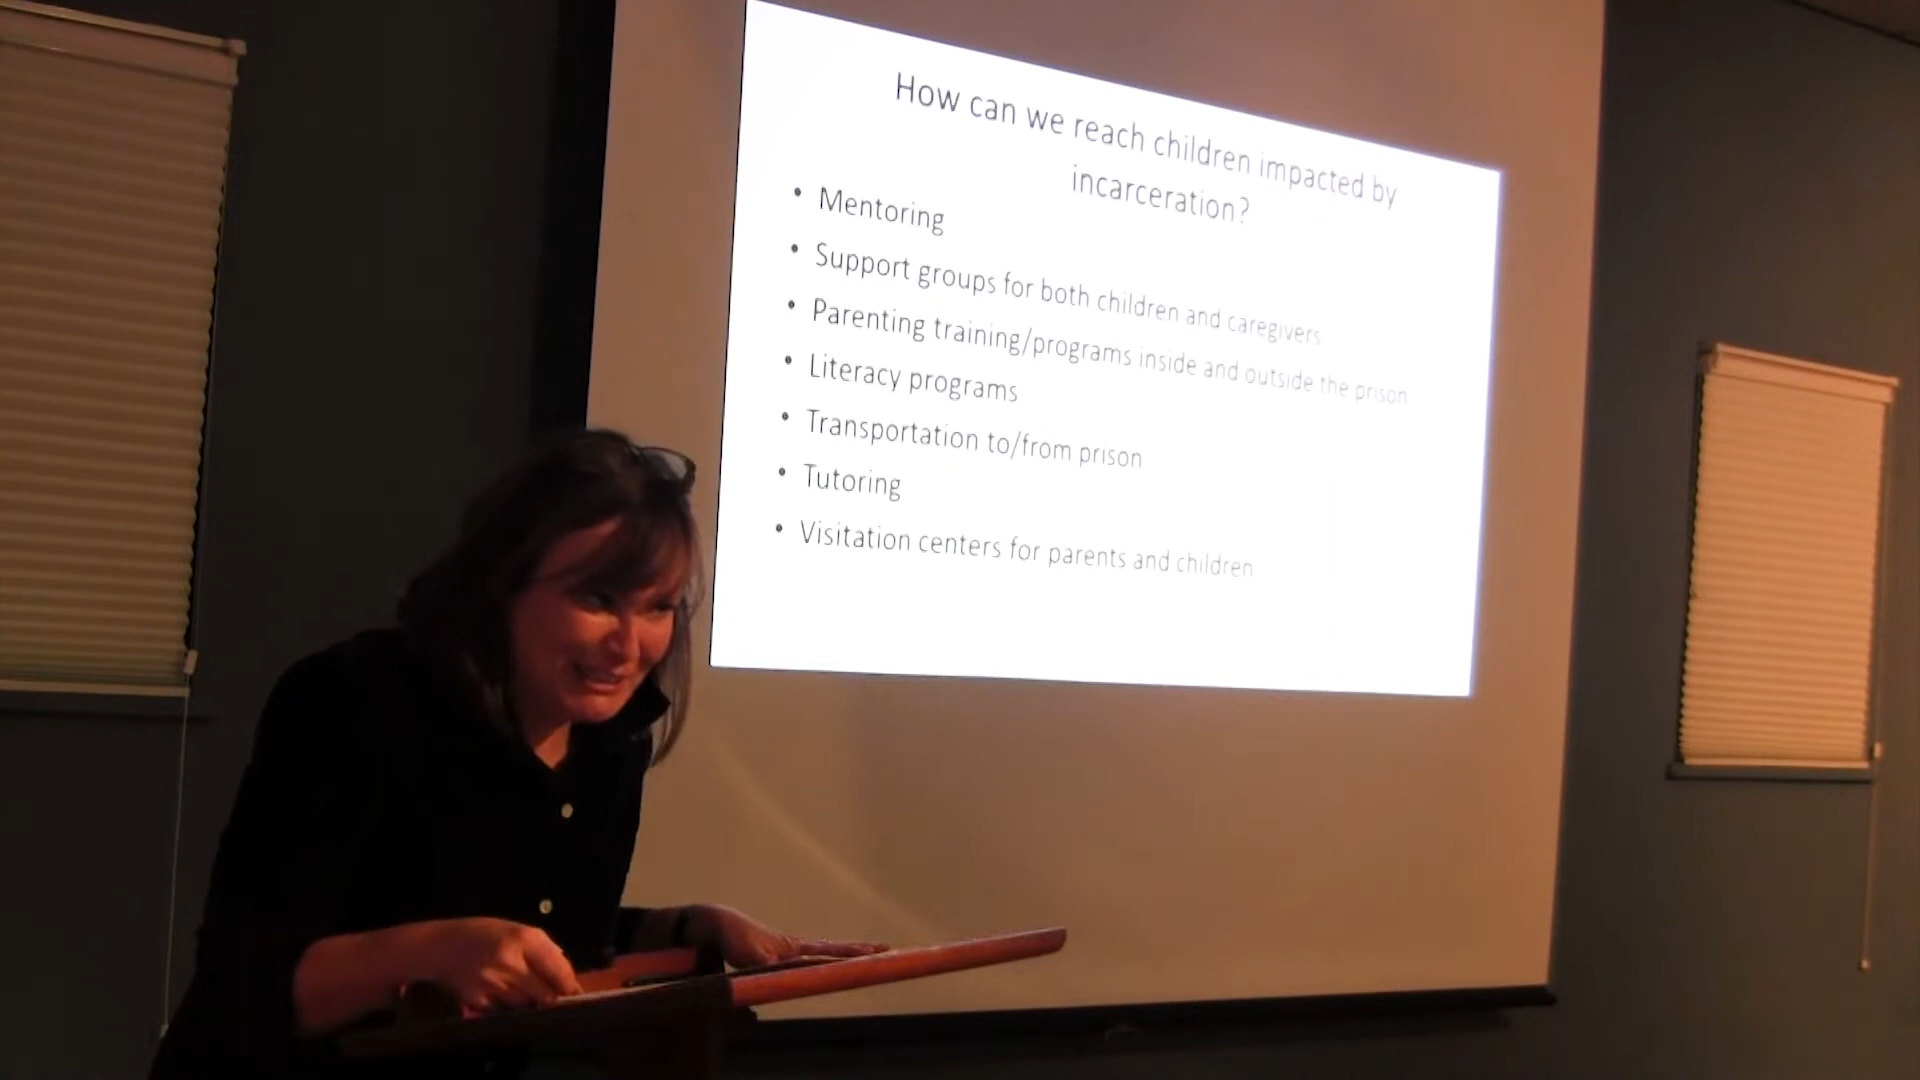 How can we reach children impacted by
incarceration?
• Mentoring
• Support groups for both children and caregivers
• Parenting training/programs inside and outside the prison
• Literacy programs
• Transportation to/from prison
• Tutoring
• Visitation centers for parents and children